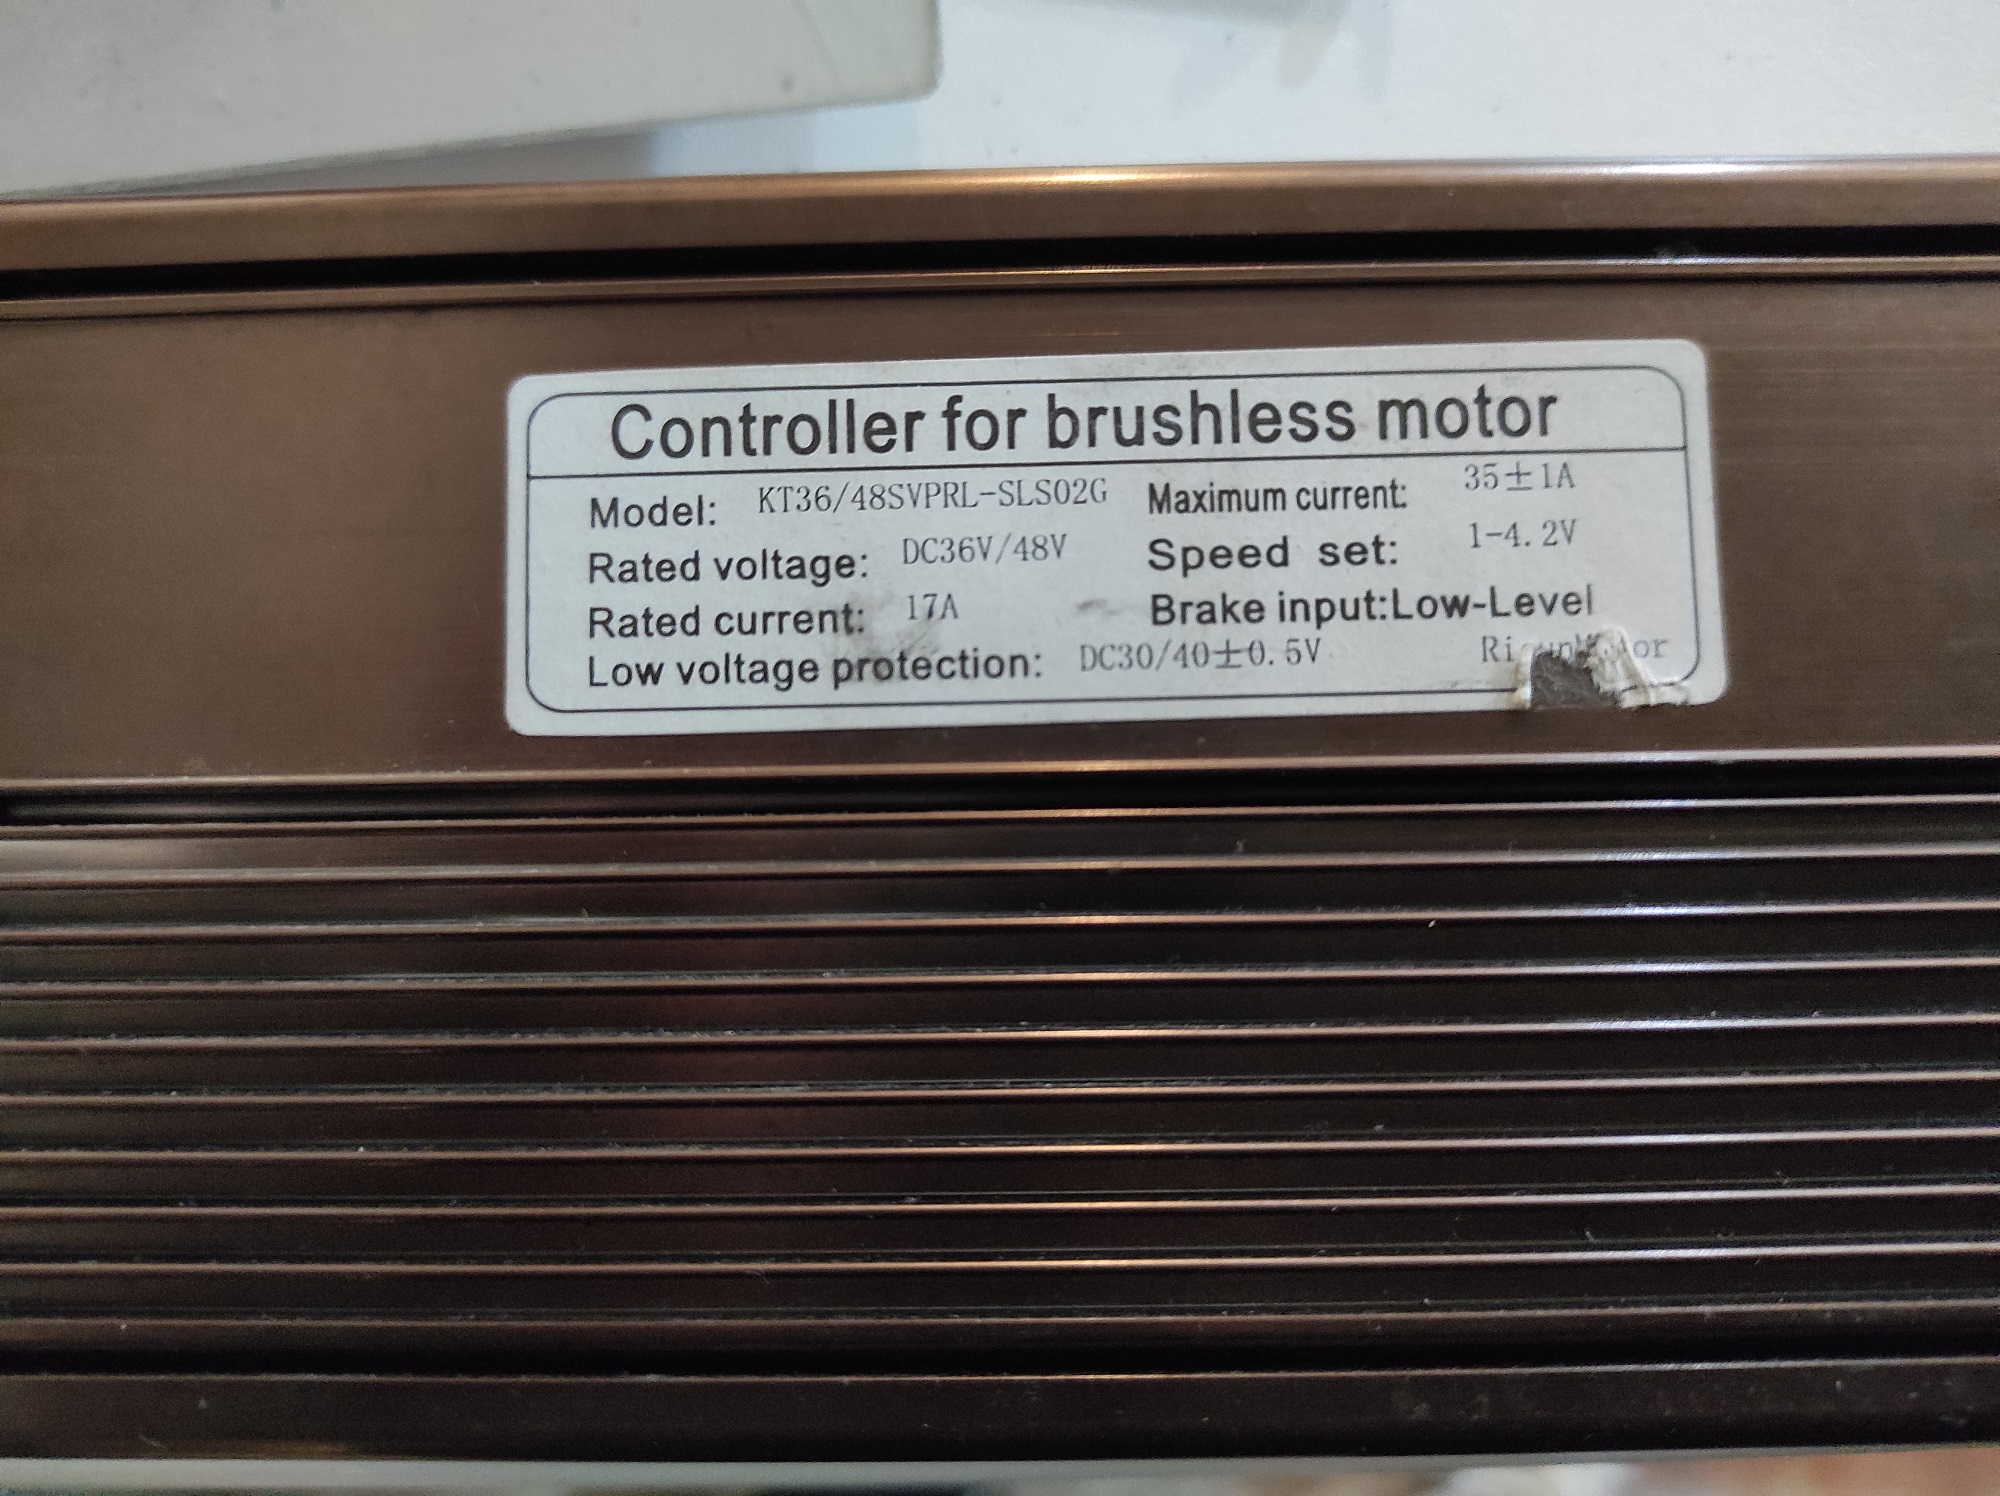 Controller for brushless motor
Model: KT36/48SVPRL-SLS02G Maximum current: 35±1A
Rated voltage: DC36V/48V Speed set: 1-4.2V
Rated current: 17A Brake input:Low-Level
Low voltage protection: DC30/40±0.5V